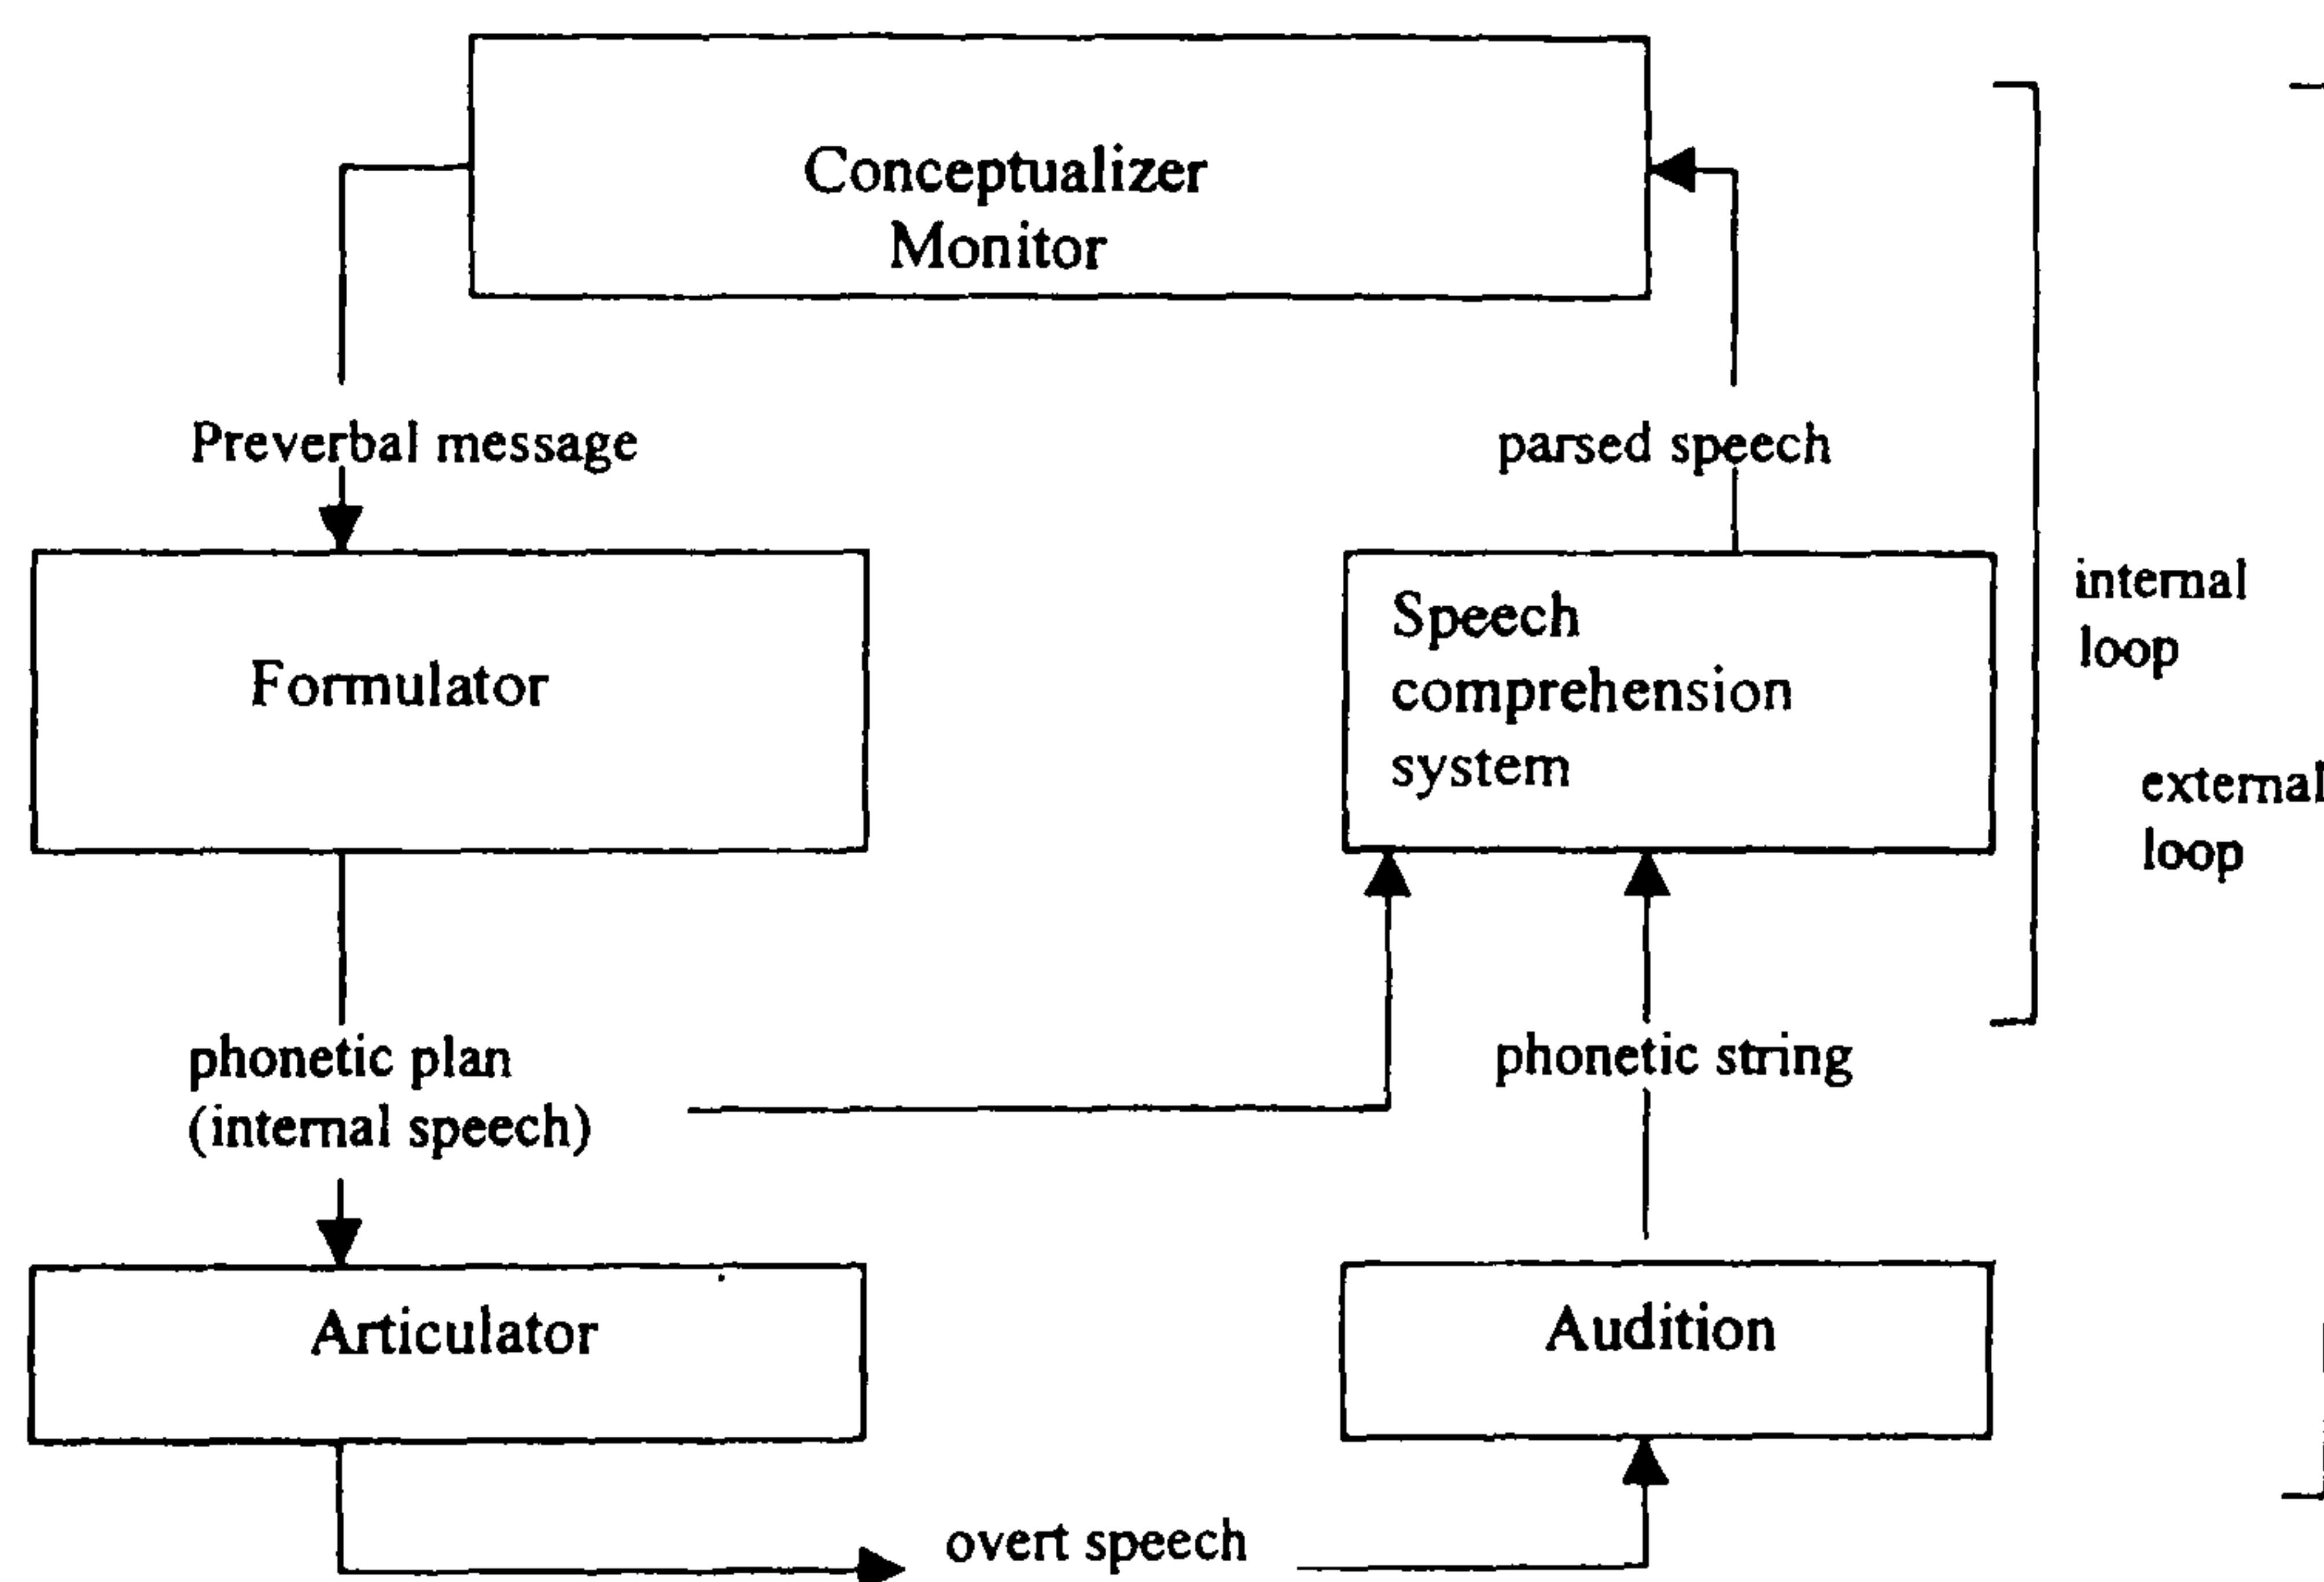 Conceptualizer
Monitor
Preverbal message
parsed speech
Formulator
Speech
comprehension
system
internal
loop
external
loop
phonetic plan
(internal speech)
phonetic string
Articulator
Audition
overt speech